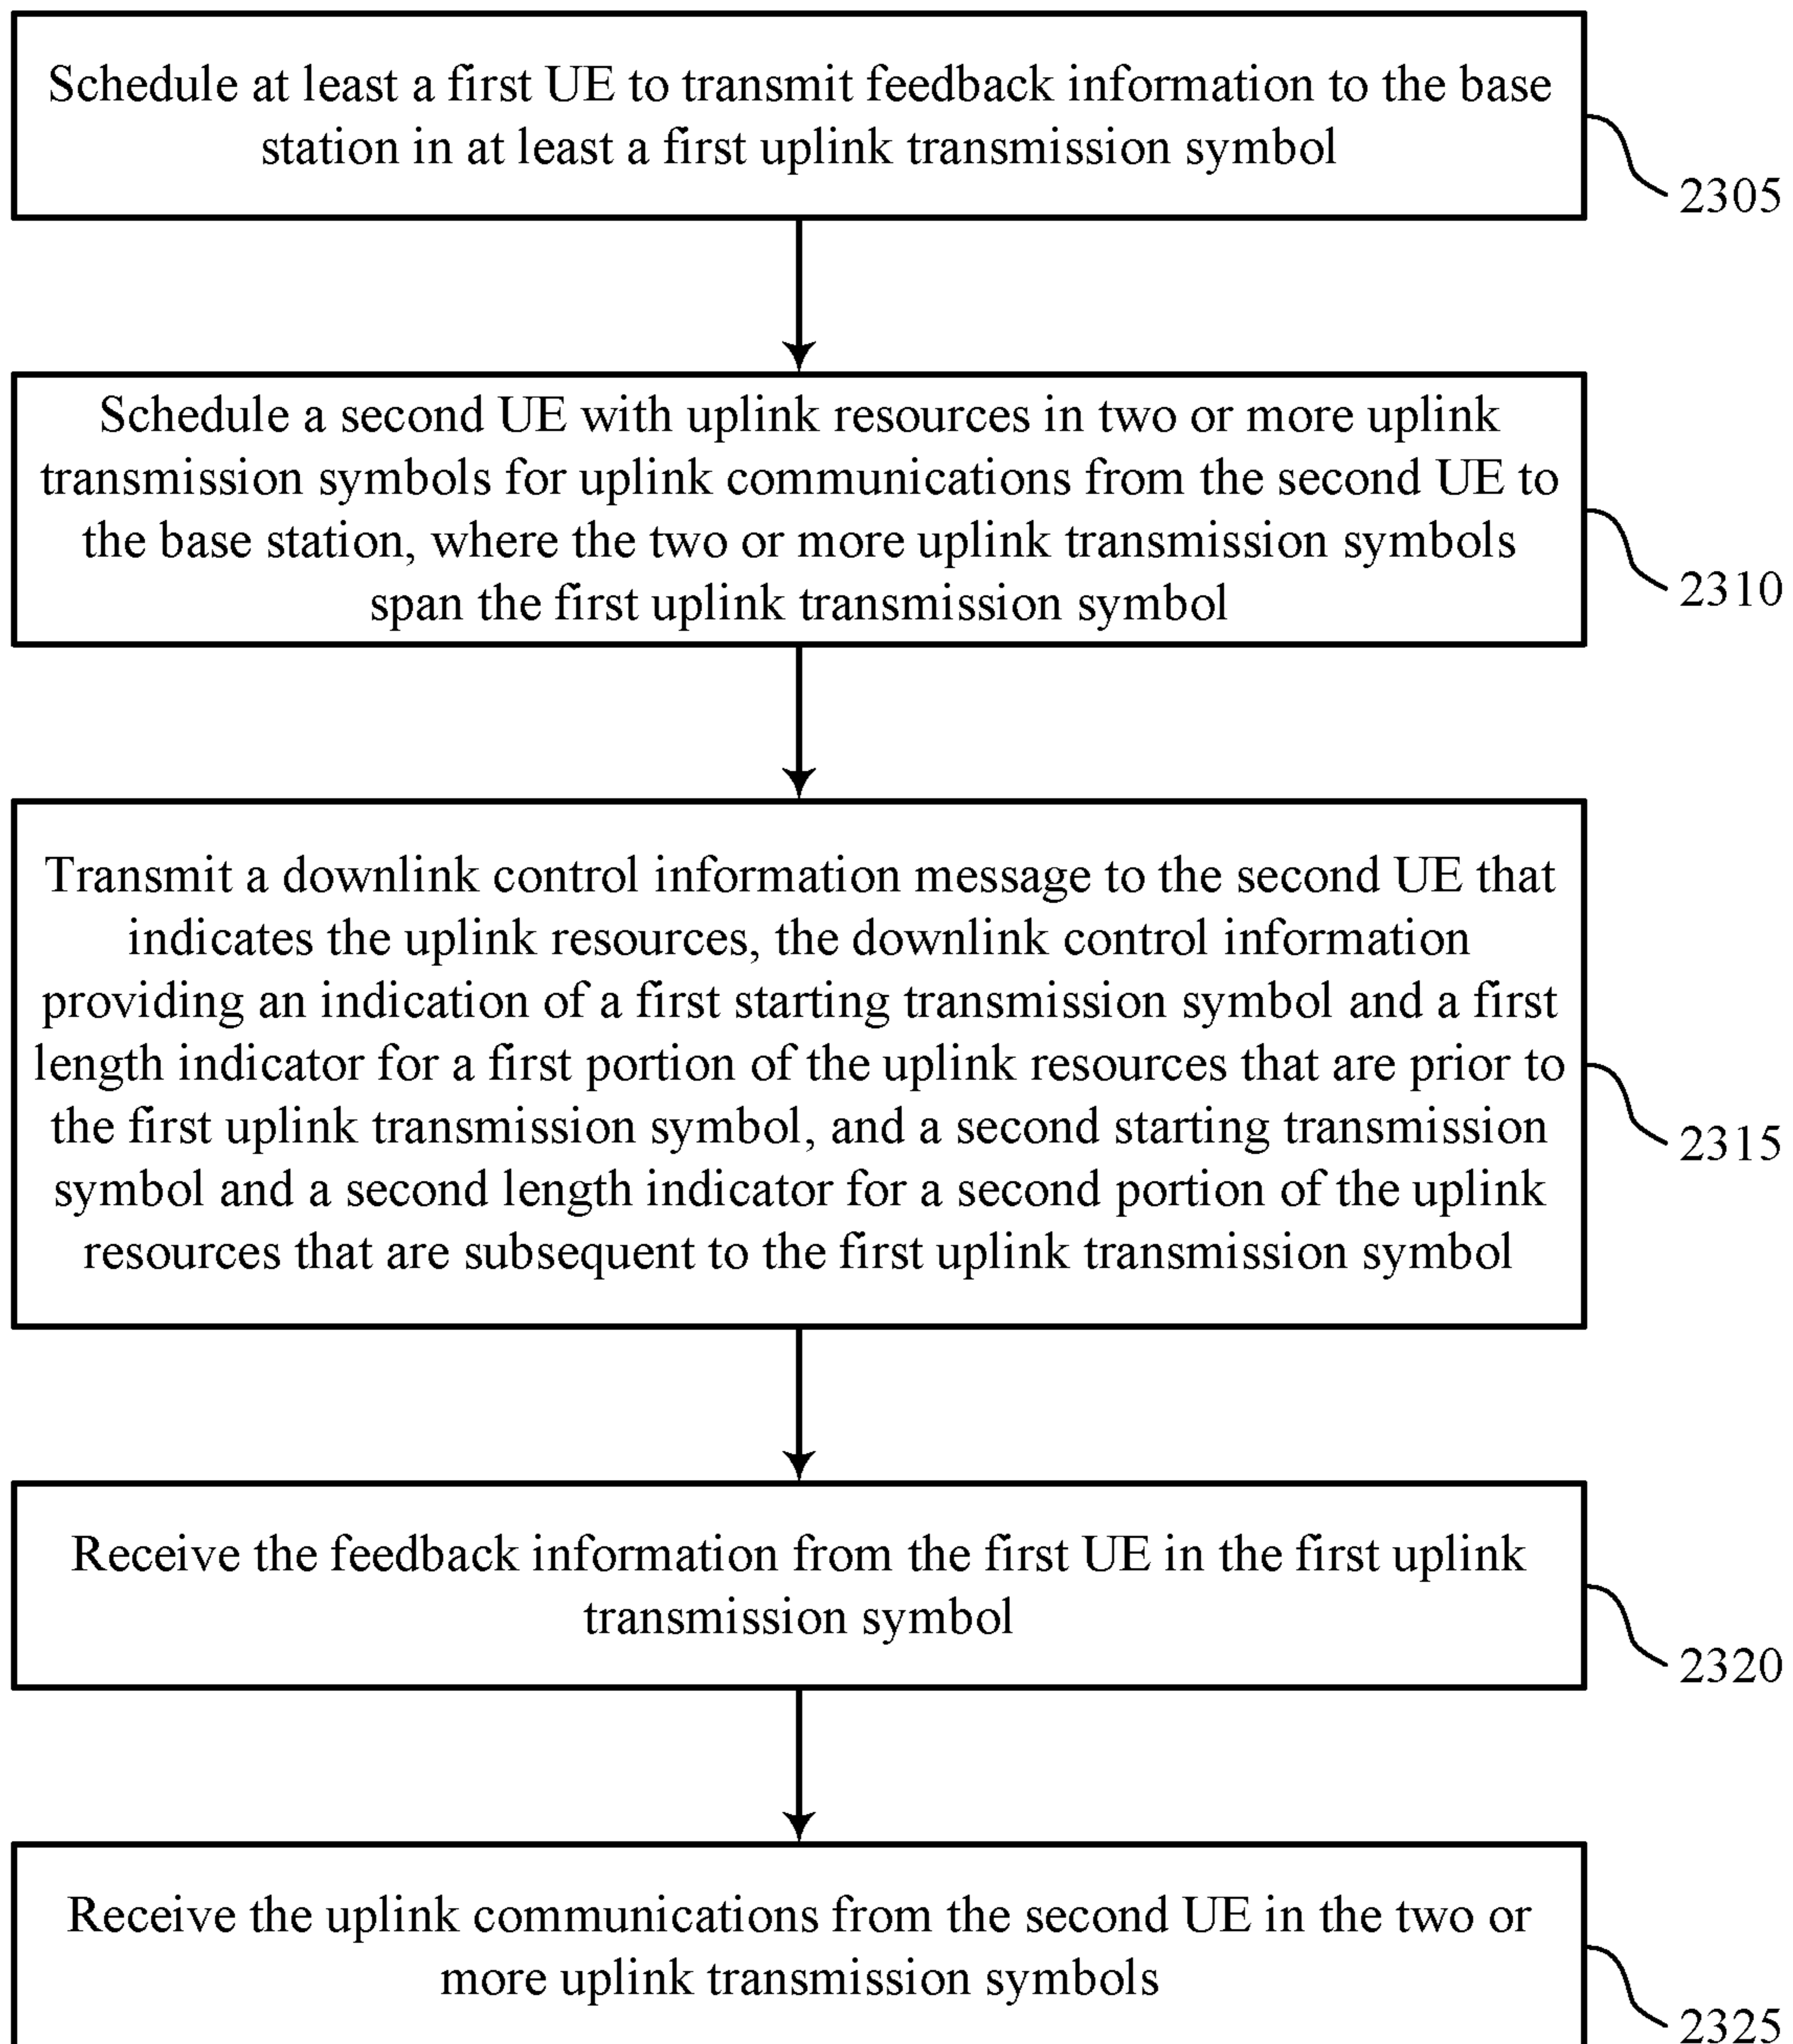 Schedule at least a first UE to transmit feedback information to the base
station in at least a first uplink transmission symbol
2305
Schedule a second UE with uplink resources in two or more uplink
transmission symbols for uplink communications from the second UE to
the base station, where the two or more uplink transmission symbols
span the first uplink transmission symbol
2310
Transmit a downlink control information message to the second UE that
indicates the uplink resources, the downlink control information
providing an indication of a first starting transmission symbol and a first
length indicator for a first portion of the uplink resources that are prior to
the first uplink transmission symbol, and a second starting transmission
symbol and a second length indicator for a second portion of the uplink
resources that are subsequent to the first uplink transmission symbol
2315
Receive the feedback information from the first UE in the first uplink
transmission symbol
2320
Receive the uplink communications from the second UE in the two or
more uplink transmission symbols
2325